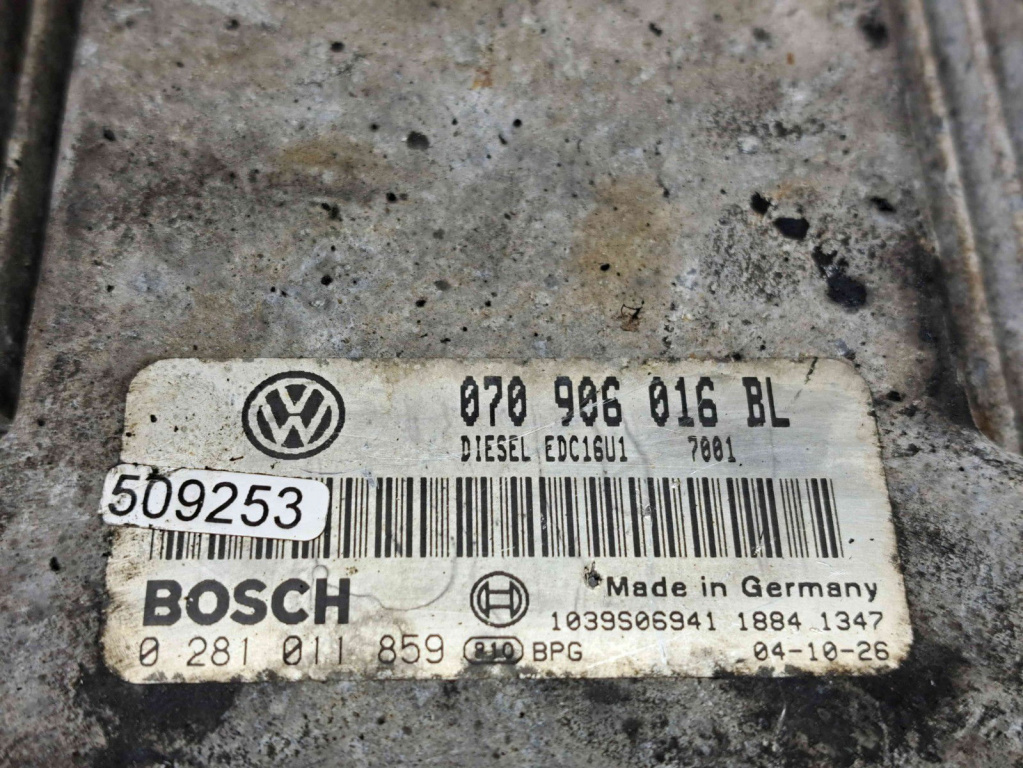 070 906 016 BL
DIESEL EDC16U1 7001
509253
BOSCH
Made in Germany
1039S06941 1884 1347
0 281 011 859 810 BPG 04-10-26